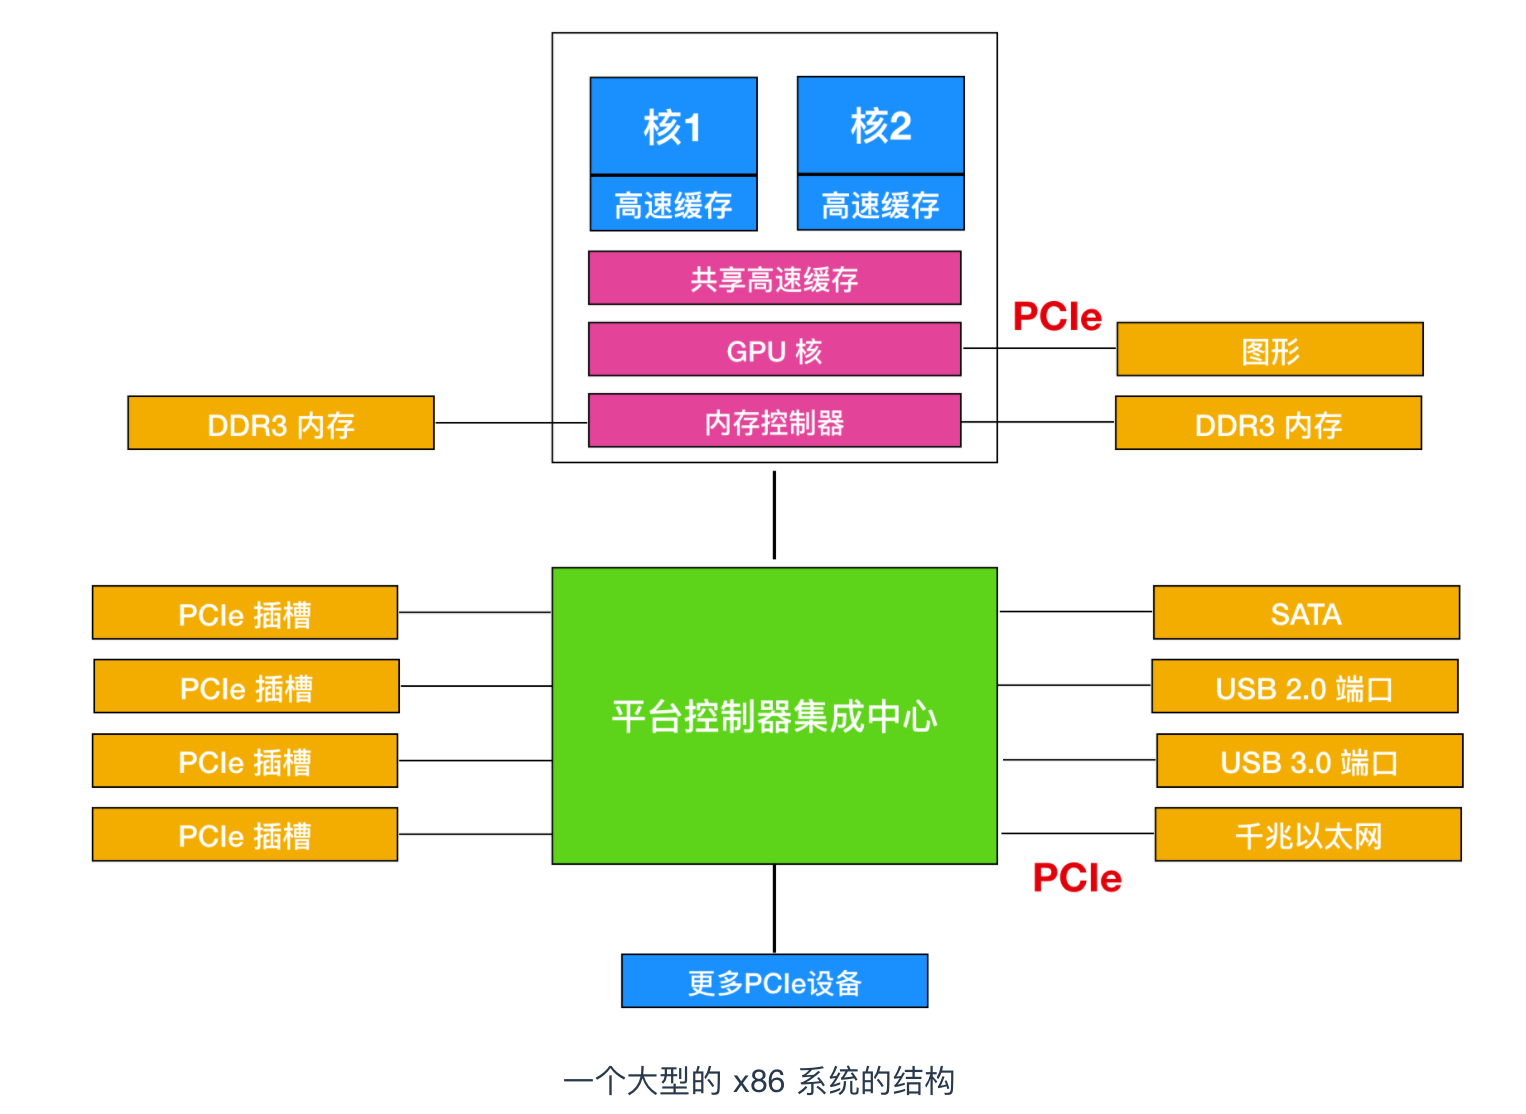 核1
核2
高速缓存
高速缓存
共享高速缓存
PCIe
GPU 核
图形
DDR3 内存
内存控制器
DDR3 内存
PCIe 插槽
SATA
PCIe 插槽
USB 2.0 端口
平台控制器集成中心
PCIe 插槽
USB 3.0 端口
PCIe 插槽
千兆以太网
PCIe
更多PCIe设备
一个大型的 x86 系统的结构